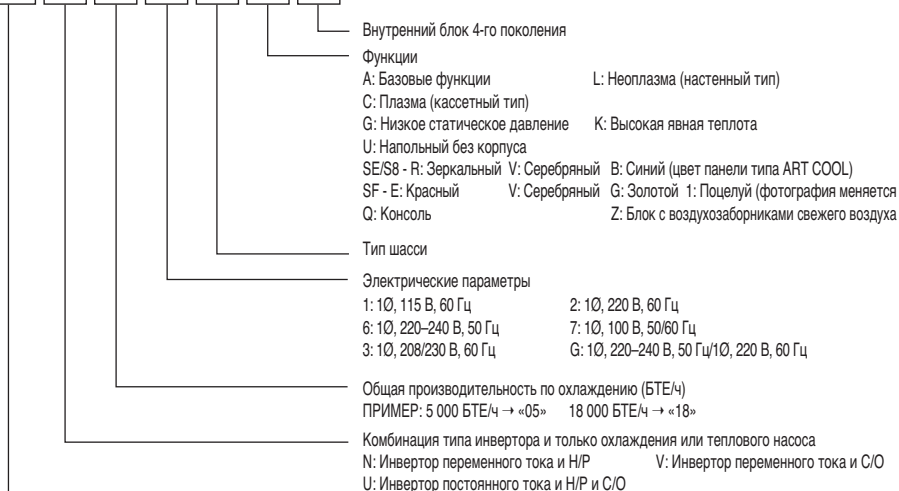 Внутренний блок 4-го поколения
Функции
A: Базовые функции L: Неоплазма (настенный тип)
C: Плазма (кассетный тип)
G: Низкое статическое давление K: Высокая явная теплота
U: Напольный без корпуса
SE/S8 - R: Зеркальный V: Серебряный B: Синий (цвет панели типа ART COOL)
SF - E: Красный V: Серебряный G: Золотой 1: Поцелуй (фотография меняется
Q: Консоль Z: Блок с воздухозаборниками свежего воздуха
Тип шасси
Электрические параметры
1: 1Ø, 115 В, 60 Гц 2: 1Ø, 220 В, 60 Гц
6: 1Ø, 220–240 В, 50 Гц 7: 1Ø, 100 В, 50/60 Гц
3: 1Ø, 208/230 В, 60 Гц G: 1Ø, 220–240 В, 50 Гц/1Ø, 220 В, 60 Гц
Общая производительность по охлаждению (БТЕ/ч)
ПРИМЕР: 5 000 БТЕ/ч → «05» 18 000 БТЕ/ч → «18»
Комбинация типа инвертора и только охлаждения или теплового насоса
N: Инвертор переменного тока и H/P V: Инвертор переменного тока и C/O
U: Инвертор постоянного тока и H/P и C/O